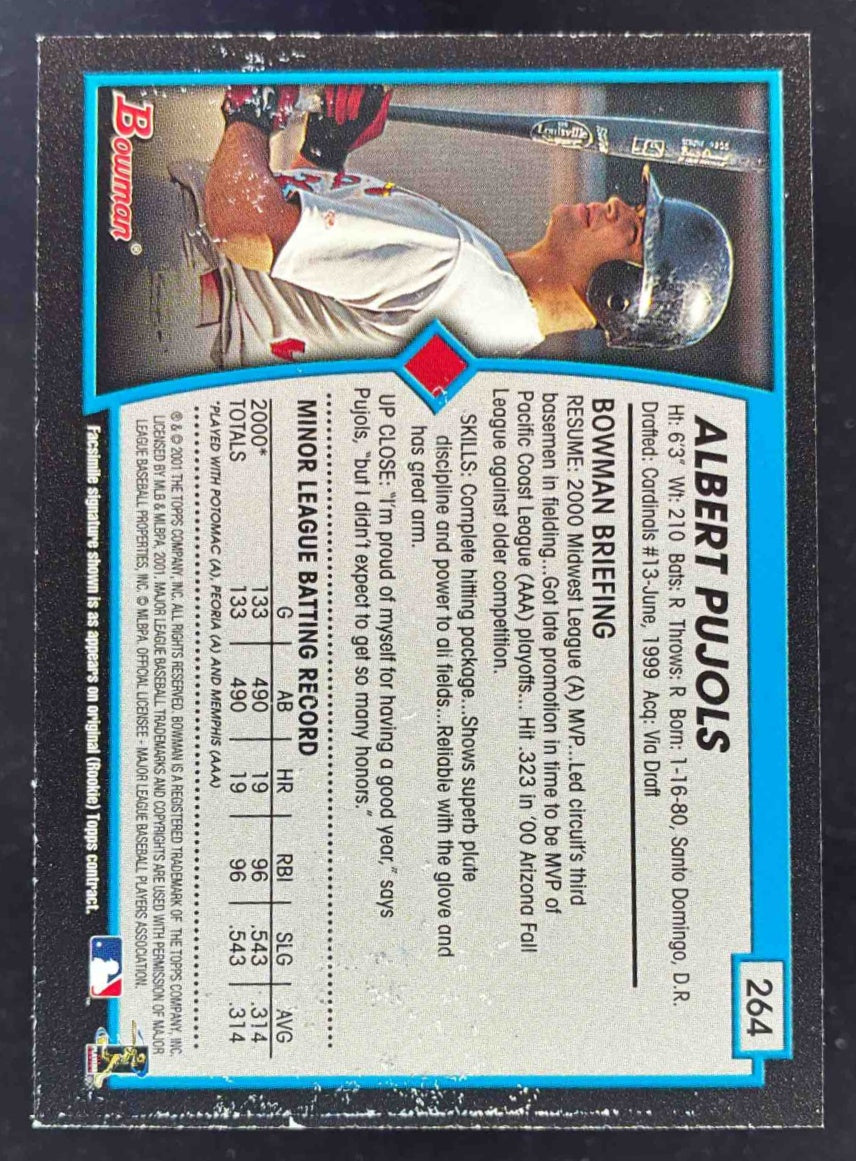 264
ALBERT PUJOLS
Ht: 6'3" Wt: 210 Bats: R Throws: R Born: 1-16-80, Santo Domingo, D.R.
Drafted: Cardinals #13-June, 1999 Acq: Via Draft
BOWMAN BRIEFING
RESUME: 2000 Midwest League (A) MVP...Led circuit's third
basemen in fielding...Got late promotion in time to be MVP of
Pacific Coast League (AAA) playoffs... Hit .323 in '00 Arizona Fall
League against older competition.
SKILLS: Complete hitting package...Shows superb plate
discipline and power to all fields...Reliable with the glove and
has great arm.
UP CLOSE: "I'm proud of myself for having a good year," says
Pujols, "but I didn't expect to get so many honors."
MINOR LEAGUE BATTING RECORD
G AB HR RBI SLG AVG
2000* 133 490 19 96 .543 .314
TOTALS 133 490 19 96 .543 .314
*PLAYED WITH POTOMAC (A), PEORIA (A) AND MEMPHIS (AAA)
® & © 2001 THE TOPPS COMPANY, INC. ALL RIGHTS RESERVED. BOWMAN IS A REGISTERED TRADEMARK OF THE TOPPS COMPANY, INC.
LICENSED BY MLB & MLBPA, 2001. MAJOR LEAGUE BASEBALL TRADEMARKS AND COPYRIGHTS ARE USED WITH PERMISSION OF MAJOR
LEAGUE BASEBALL PROPERTIES, INC. © MLBPA. OFFICIAL LICENSEE - MAJOR LEAGUE BASEBALL PLAYERS ASSOCIATION.
Facsimile signature shown is as appears on original (Rookie) Topps contract.
Bowman®
Louisville